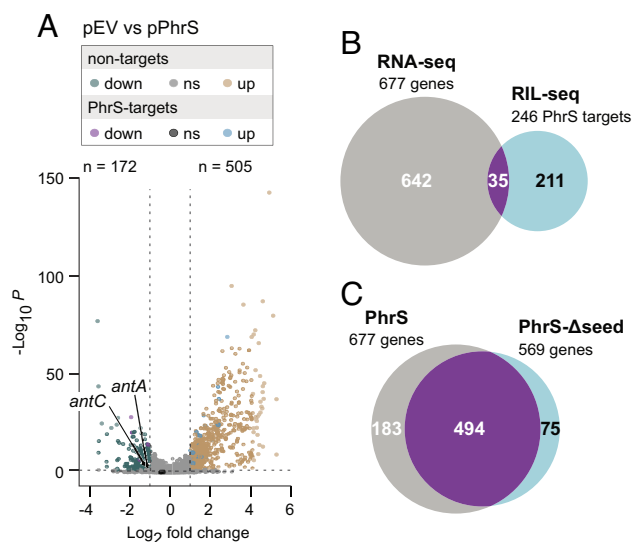 A
pEV vs pPhrS
non-targets
down ns up
PhrS-targets
down ns up
n = 172 n = 505
150
100
50
0
-Log10 P
antC
antA
-4 -2 0 2 4 6
Log2 fold change
B
RNA-seq
677 genes
RIL-seq
246 PhrS targets
642 35 211
C
PhrS
677 genes
PhrS-Δseed
569 genes
183 494 75